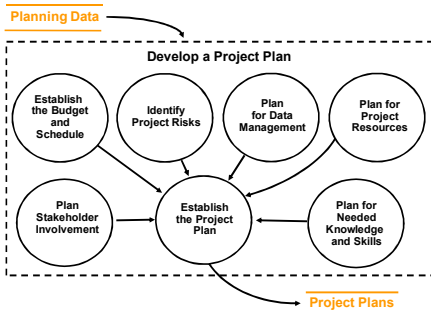 Planning Data
Develop a Project Plan
Establish
the Budget
and
Schedule
Identify
Project Risks
Plan
for Data
Management
Plan for
Project
Resources
Plan
Stakeholder
Involvement
Establish
the Project
Plan
Plan for
Needed
Knowledge
and Skills
Project Plans